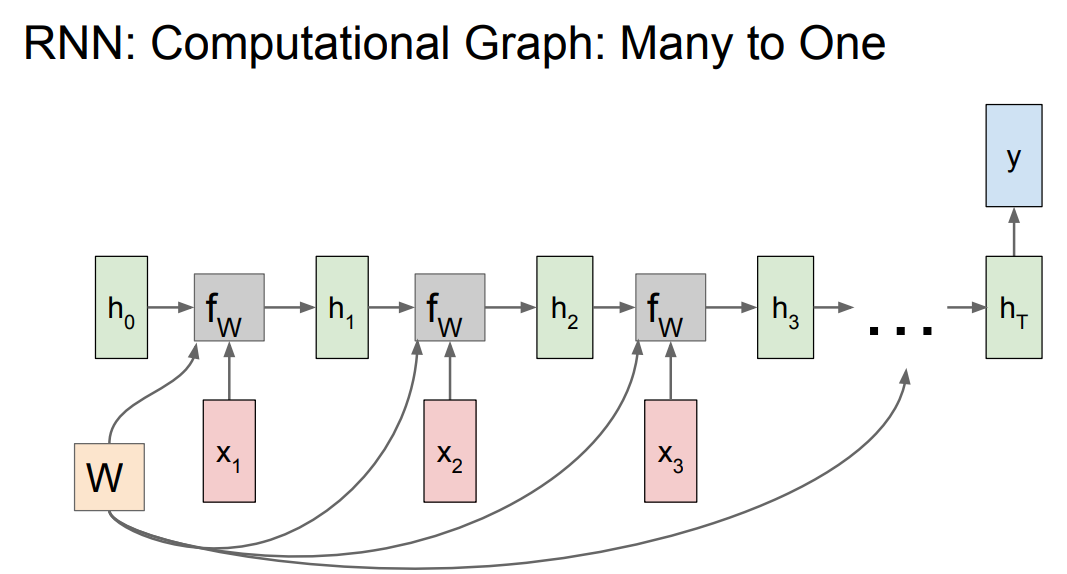 RNN: Computational Graph: Many to One
y
h0 fW h1 fW h2 fW h3 ... hT
W x1 x2 x3